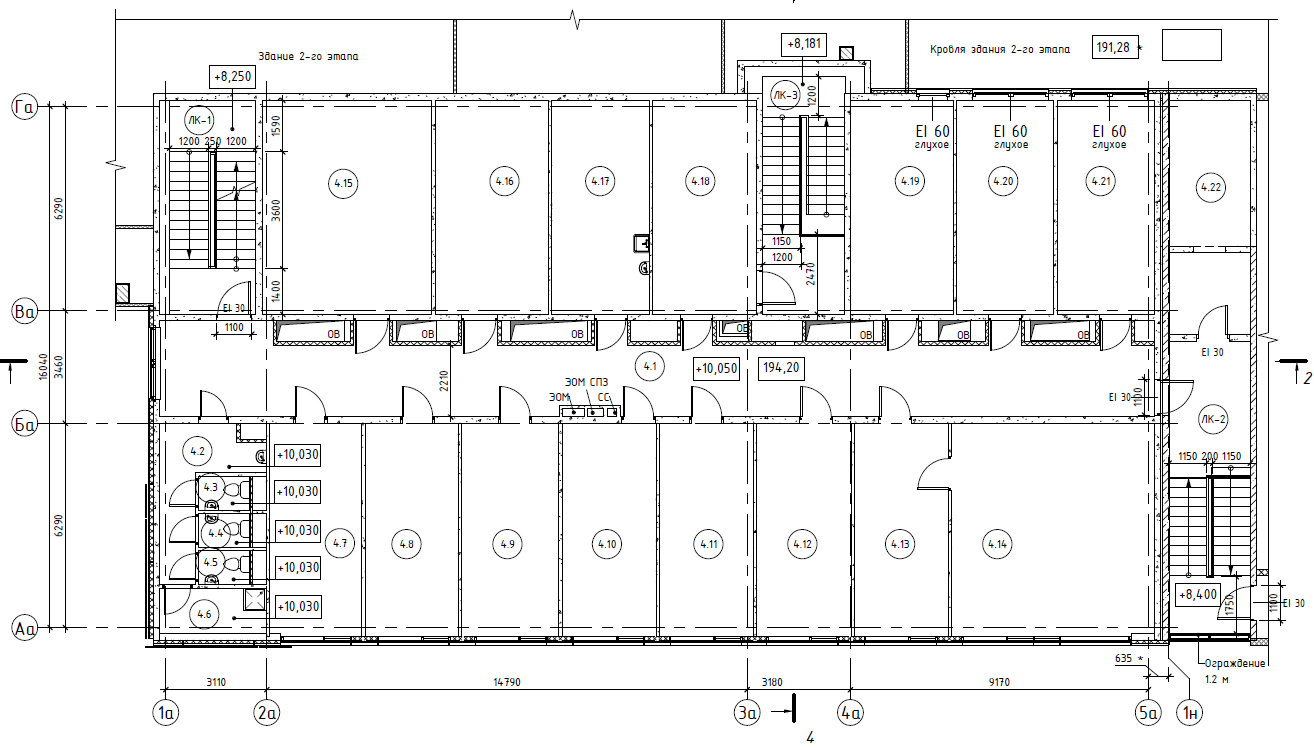 Здание 2-го этапа
+8,181
Кровля здания 2-го этапа
191,28 *
+8,250
Га
ЛК-1
ЛК-3
1200
1200 250 1200
1590
EI 60
глухое
EI 60
глухое
EI 60
глухое
4.15
4.16
4.17
4.18
4.19
4.20
4.21
4.22
6290
3600
1150
1200
2470
1400
EI 30
1100
Ва
ОВ
ОВ
ОВ
ОВ
ОВ
ОВ
ОВ
EI 30
16040
3460
2210
4.1
+10,050
194,20
2
ЭОМ СПЗ
ЭОМ
СС
EI 30
1100
Ба
ЛК-2
4.2
+10,030
1150 200 1150
4.3
+10,030
4.4
+10,030
4.5
+10,030
4.6
+10,030
4.7
4.8
4.9
4.10
4.11
4.12
4.13
4.14
6290
+8,400
1750
1100
EI 30
Аа
635 *
Ограждение
1.2 м
3110
14790
3180
9170
1а
2а
3а
4а
5а
1н
4